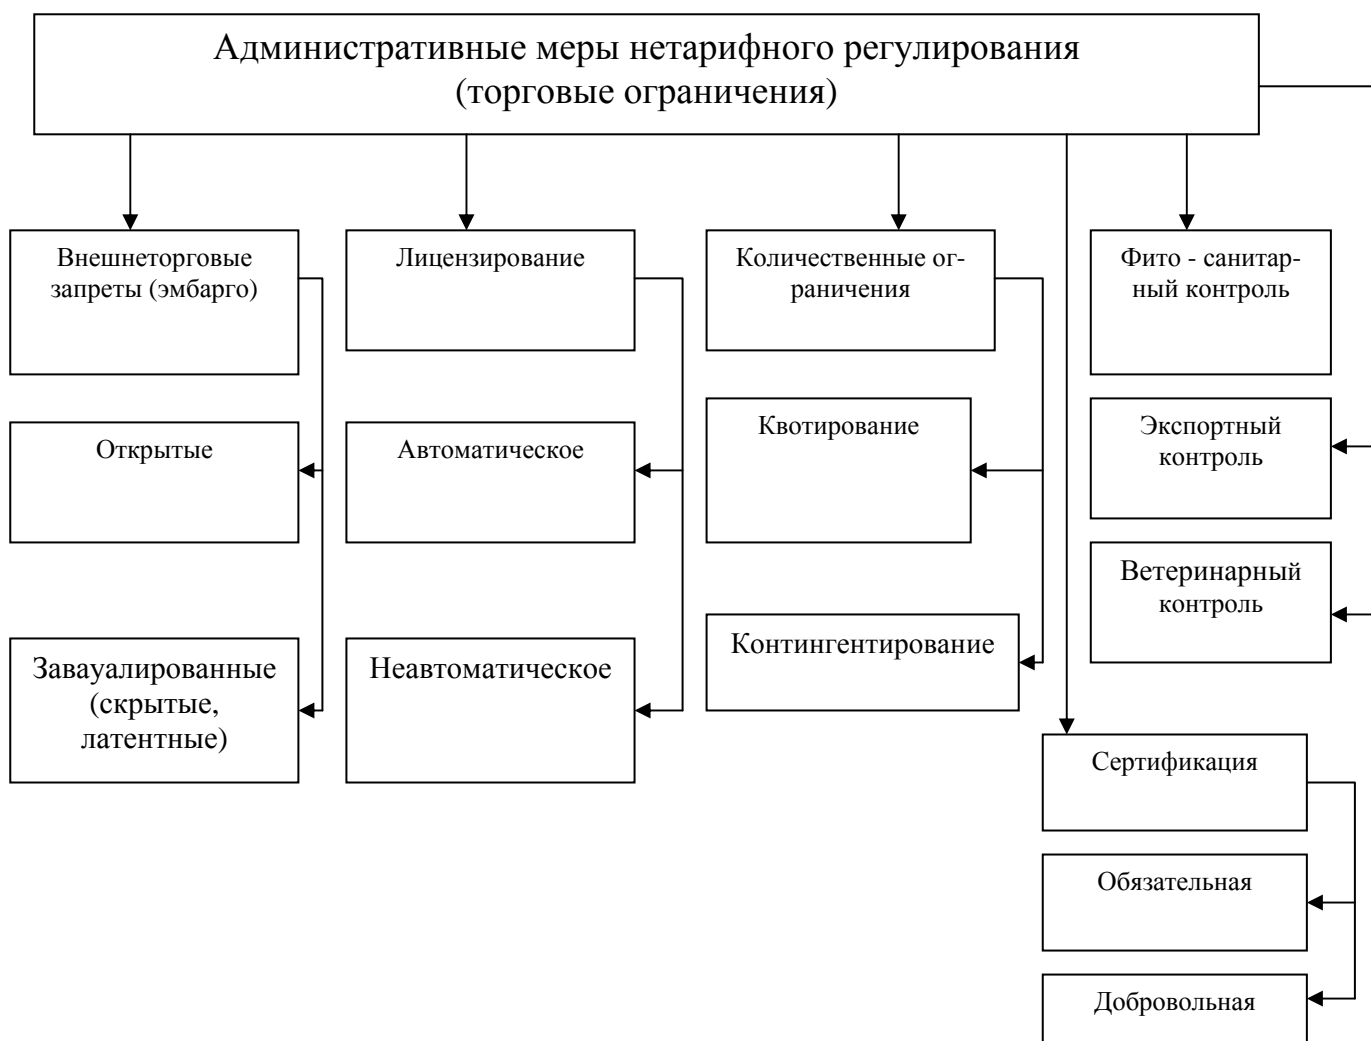 Административные меры нетарифного регулирования
(торговые ограничения)
Внешнеторговые
запреты (эмбарго)
Лицензирование
Количественные ог-
раничения
Фито - санитар-
ный контроль
Открытые
Автоматическое
Квотирование
Экспортный
контроль
Ветеринарный
контроль
Завауалированные
(скрытые,
латентные)
Неавтоматическое
Контингентирование
Сертификация
Обязательная
Добровольная